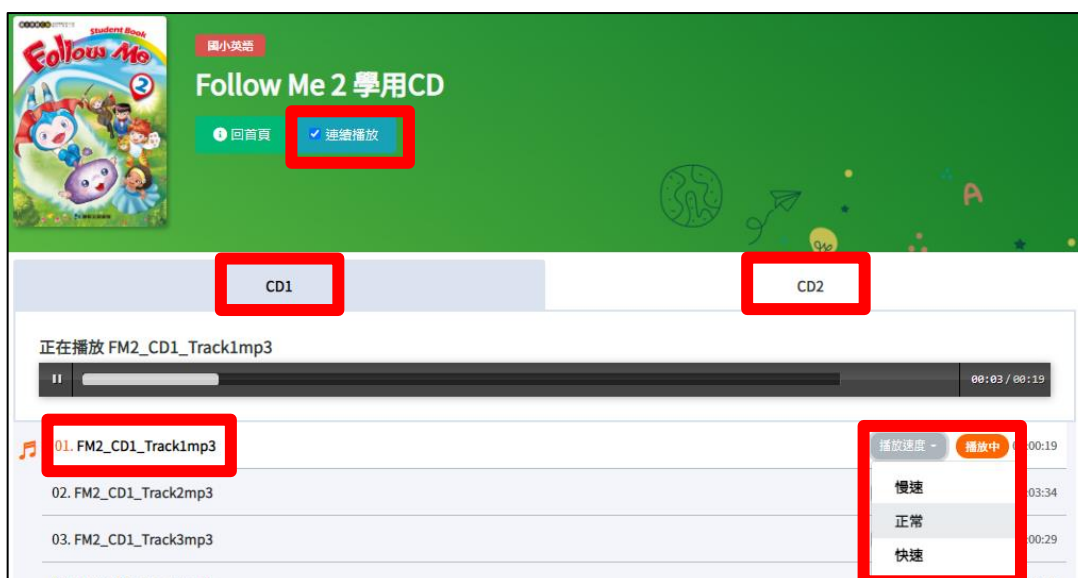 Student Book
Follow Me
2
國小英語
Follow Me 2 學用CD
回首頁
連續播放
A
CD1
CD2
正在播放 FM2_CD1_Track1mp3
00:03/00:19
01. FM2_CD1_Track1mp3
播放速度
播放中
:00:19
02. FM2_CD1_Track2mp3
慢速
03:34
正常
03. FM2_CD1_Track3mp3
:00:29
快速